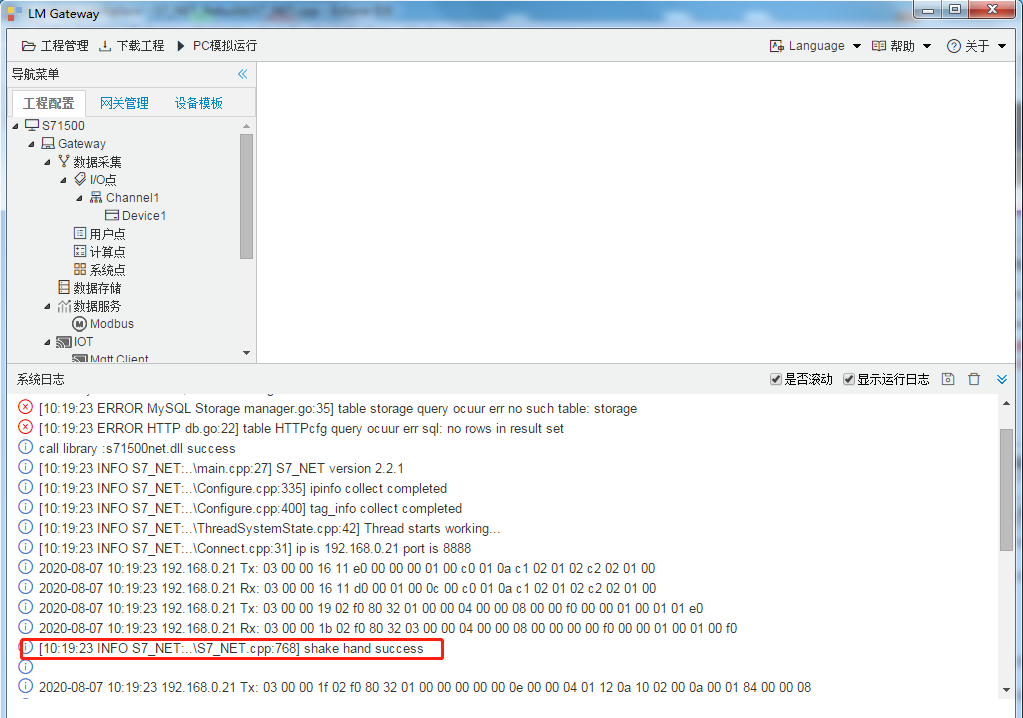 LM Gateway
工程管理 下载工程 PC模拟运行 Language 帮助 关于
导航菜单
工程配置 网关管理 设备模板
S71500
Gateway
数据采集
I/O点
Channel1
Device1
用户点
计算点
系统点
数据存储
数据服务
Modbus
IOT
Mqtt Client
系统日志 是否滚动 显示运行日志
[10:19:23 ERROR MySQL Storage manager.go:35] table storage query ocuur err no such table: storage
[10:19:23 ERROR HTTP db.go:22] table HTTPcfg query ocuur err sql: no rows in result set
call library :s71500net.dll success
[10:19:23 INFO S7_NET:..\main.cpp:27] S7_NET version 2.2.1
[10:19:23 INFO S7_NET:..\Configure.cpp:335] ipinfo collect completed
[10:19:23 INFO S7_NET:..\Configure.cpp:400] tag_info collect completed
[10:19:23 INFO S7_NET:..\ThreadSystemState.cpp:42] Thread starts working...
[10:19:23 INFO S7_NET:..\Connect.cpp:31] ip is 192.168.0.21 port is 8888
2020-08-07 10:19:23 192.168.0.21 Tx: 03 00 00 16 11 e0 00 00 00 01 00 c0 01 0a c1 02 01 02 c2 02 01 00
2020-08-07 10:19:23 192.168.0.21 Rx: 03 00 00 16 11 d0 00 01 00 0c 00 c0 01 0a c1 02 01 02 c2 02 01 00
2020-08-07 10:19:23 192.168.0.21 Tx: 03 00 00 19 02 f0 80 32 01 00 00 04 00 00 08 00 00 f0 00 00 01 00 01 01 e0
2020-08-07 10:19:23 192.168.0.21 Rx: 03 00 00 1b 02 f0 80 32 03 00 00 04 00 00 08 00 00 00 00 f0 00 00 01 00 01 00 f0
[10:19:23 INFO S7_NET:..\S7_NET.cpp:768] shake hand success
2020-08-07 10:19:23 192.168.0.21 Tx: 03 00 00 1f 02 f0 80 32 01 00 00 00 00 00 0e 00 00 04 01 12 0a 10 02 00 0a 00 01 84 00 00 08